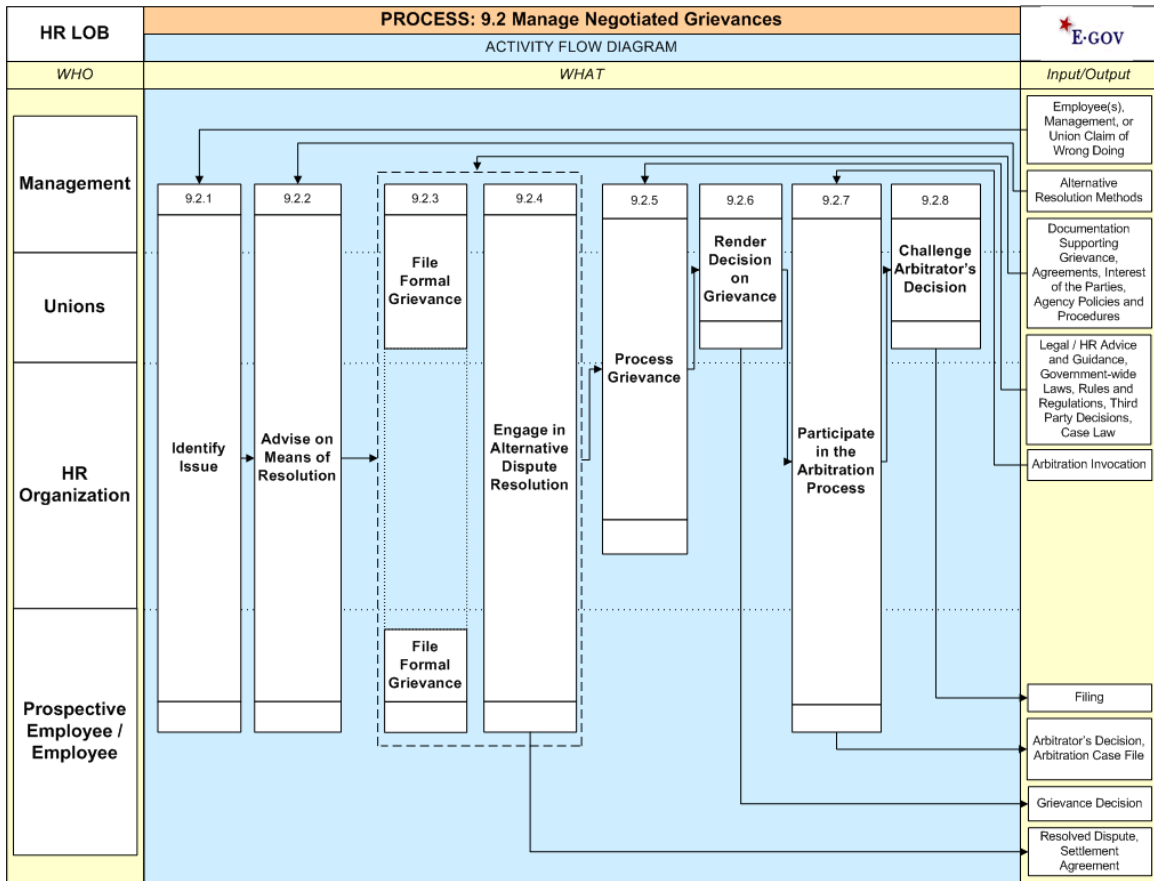 HR LOB
PROCESS: 9.2 Manage Negotiated Grievances
ACTIVITY FLOW DIAGRAM
E·GOV
WHO
WHAT
Input/Output
Management
Unions
HR
Organization
Prospective
Employee /
Employee
9.2.1
Identify
Issue
9.2.2
Advise on
Means of
Resolution
9.2.3
File
Formal
Grievance
File
Formal
Grievance
9.2.4
Engage in
Alternative
Dispute
Resolution
9.2.5
Process
Grievance
9.2.6
Render
Decision
on
Grievance
9.2.7
Participate
in the
Arbitration
Process
9.2.8
Challenge
Arbitrator's
Decision
Employee(s),
Management, or
Union Claim of
Wrong Doing
Alternative
Resolution Methods
Documentation
Supporting
Grievance,
Agreements, Interest
of the Parties,
Agency Policies and
Procedures
Legal / HR Advice
and Guidance,
Government-wide
Laws, Rules and
Regulations, Third
Party Decisions,
Case Law
Arbitration Invocation
Filing
Arbitrator's Decision,
Arbitration Case File
Grievance Decision
Resolved Dispute,
Settlement
Agreement